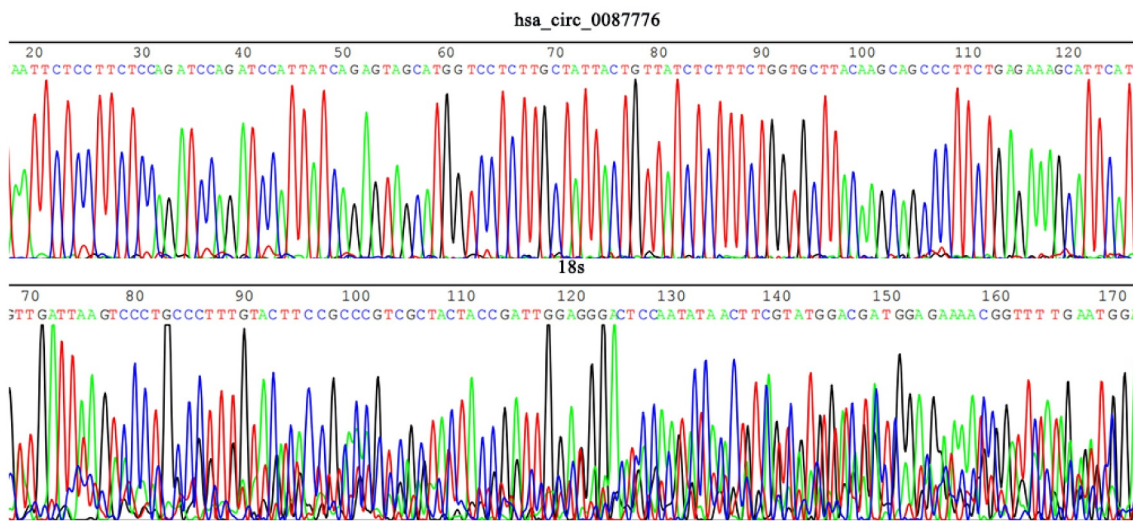 hsa_circ_0087776
20 30 40 50 60 70 80 90 100 110 120
AATTCTCCTTCTCCAGATCCAGATCCATTATCAGAGTAGCATGGTCCTCTTGCTATTACTGTTATCTCTTTCTGGTGCTTACAAGCAGCCCTTCTGAGAAAGCATTCAT
18s
70 80 90 100 110 120 130 140 150 160 170
GTTGATTAAGTCCCTGCCCTTTGTACTTCCGCCCGTCGCTACTACCGATTGGAGGGACTCCAATATAACTTCGTATGGACGATGGAGAAAACGGTTTTGAATGGA